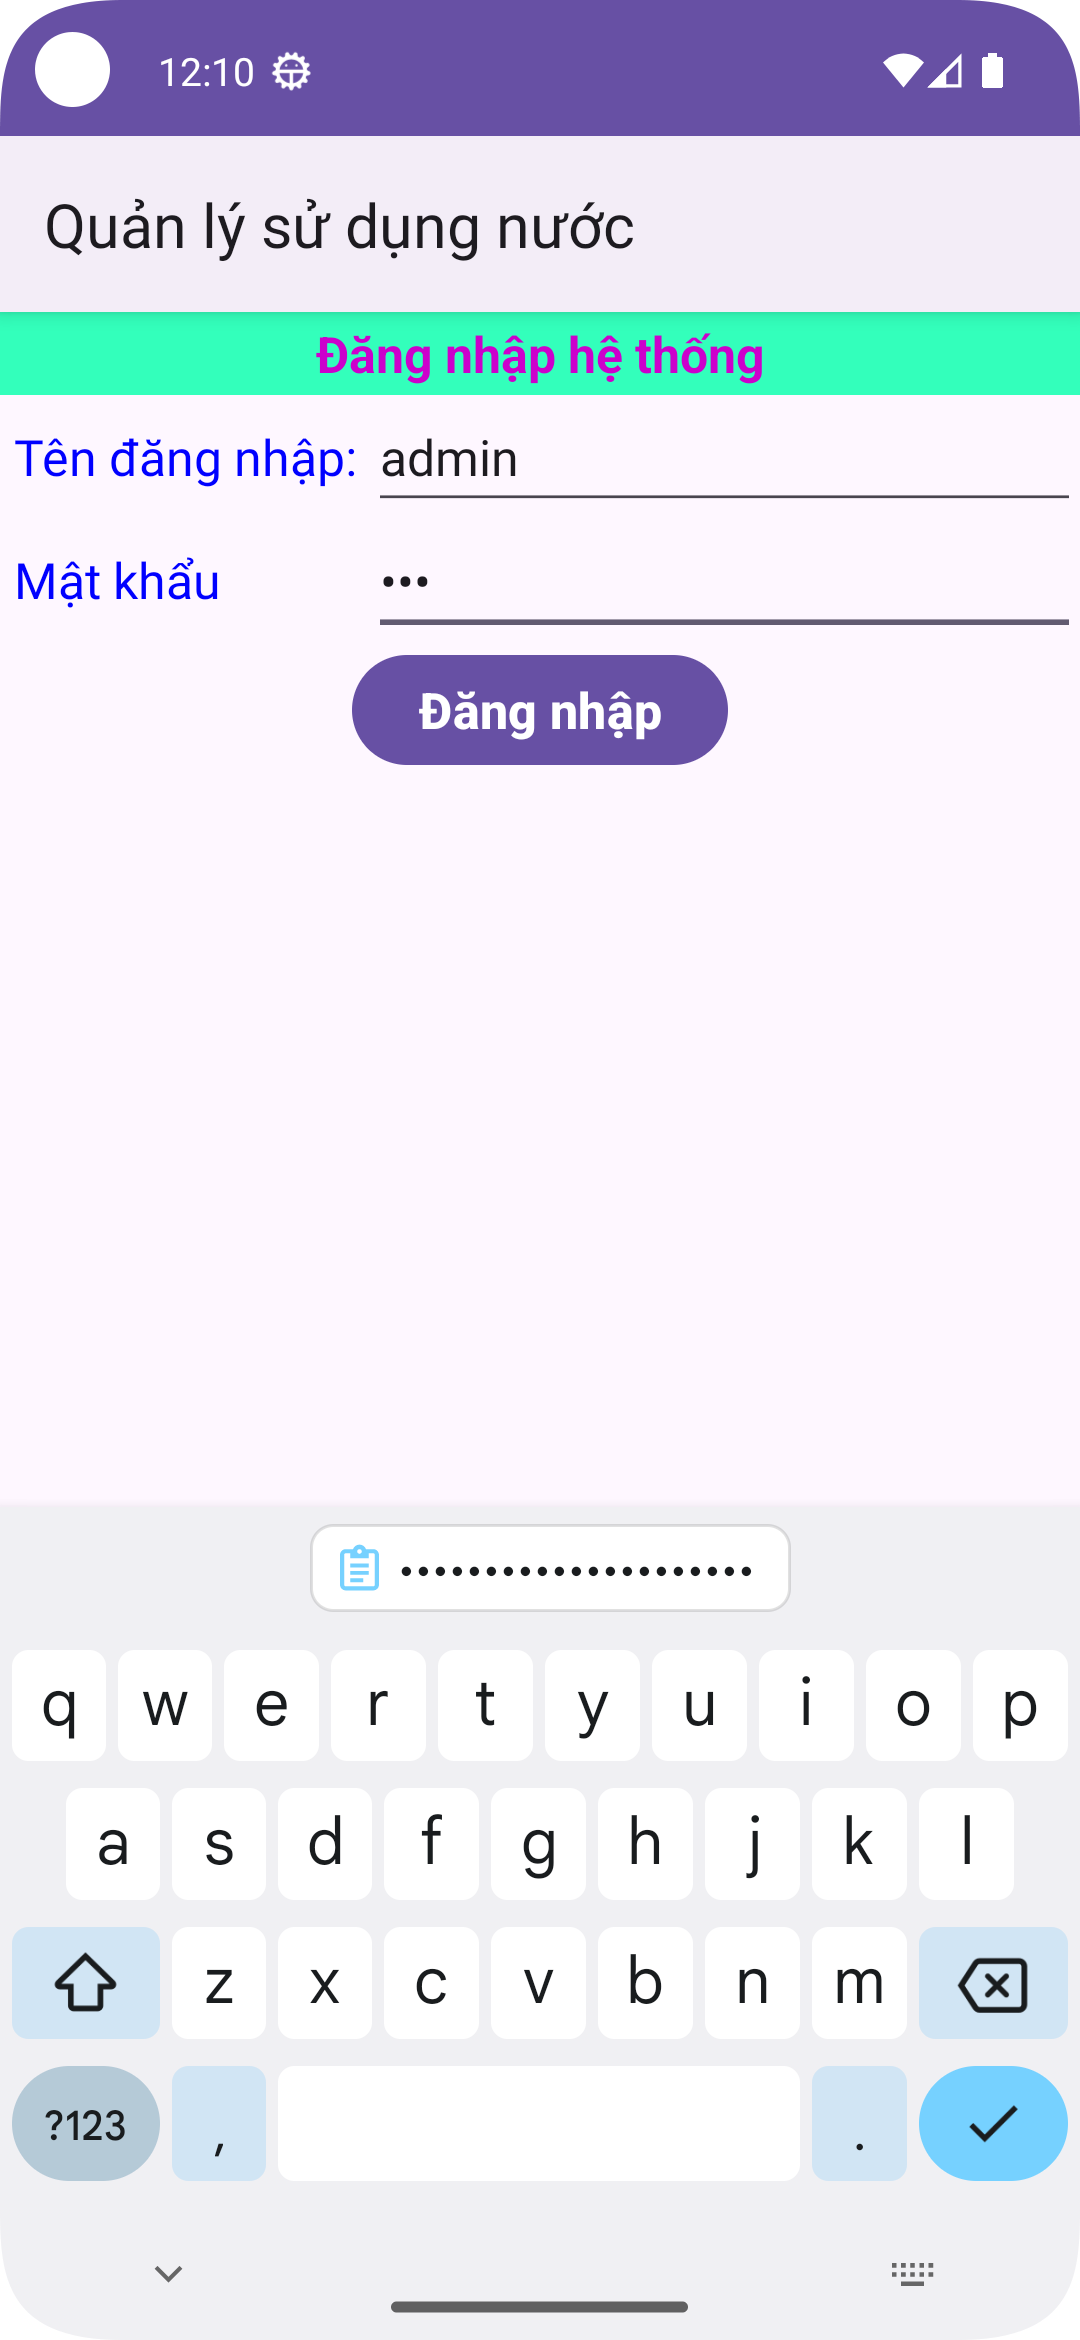 12:10
Quản lý sử dụng nước
Đăng nhập hệ thống
Tên đăng nhập: admin
Mật khẩu •••
Đăng nhập
•••••••••••••••••••••
q w e r t y u i o p
a s d f g h j k l
z x c v b n m
?123 , .